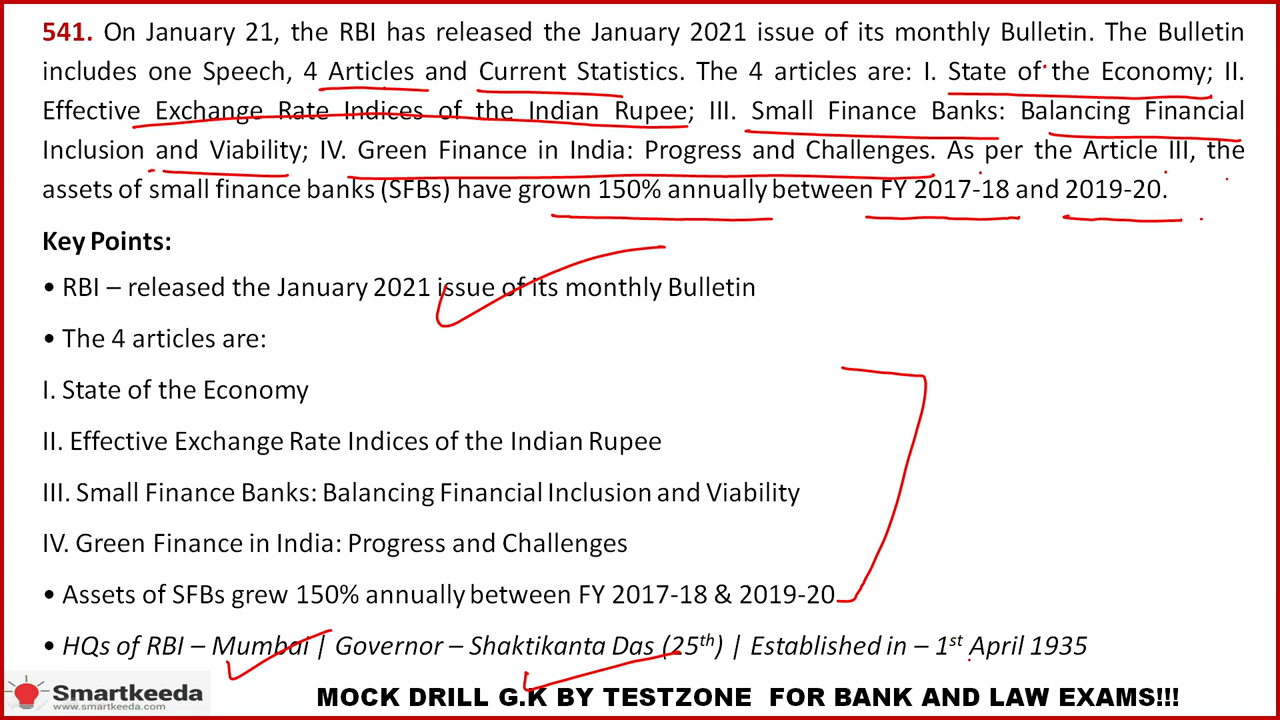 541. On January 21, the RBI has released the January 2021 issue of its monthly Bulletin. The Bulletin
includes one Speech, 4 Articles and Current Statistics. The 4 articles are: I. State of the Economy; II.
Effective Exchange Rate Indices of the Indian Rupee; III. Small Finance Banks: Balancing Financial
Inclusion and Viability; IV. Green Finance in India: Progress and Challenges. As per the Article III, the
assets of small finance banks (SFBs) have grown 150% annually between FY 2017-18 and 2019-20.
Key Points:
• RBI – released the January 2021 issue of its monthly Bulletin
• The 4 articles are:
I. State of the Economy
II. Effective Exchange Rate Indices of the Indian Rupee
III. Small Finance Banks: Balancing Financial Inclusion and Viability
IV. Green Finance in India: Progress and Challenges
• Assets of SFBs grew 150% annually between FY 2017-18 & 2019-20
• HQs of RBI – Mumbai | Governor – Shaktikanta Das (25th) | Established in – 1st April 1935
Smartkeeda
www.smartkeeda.com
MOCK DRILL G.K BY TESTZONE FOR BANK AND LAW EXAMS!!!